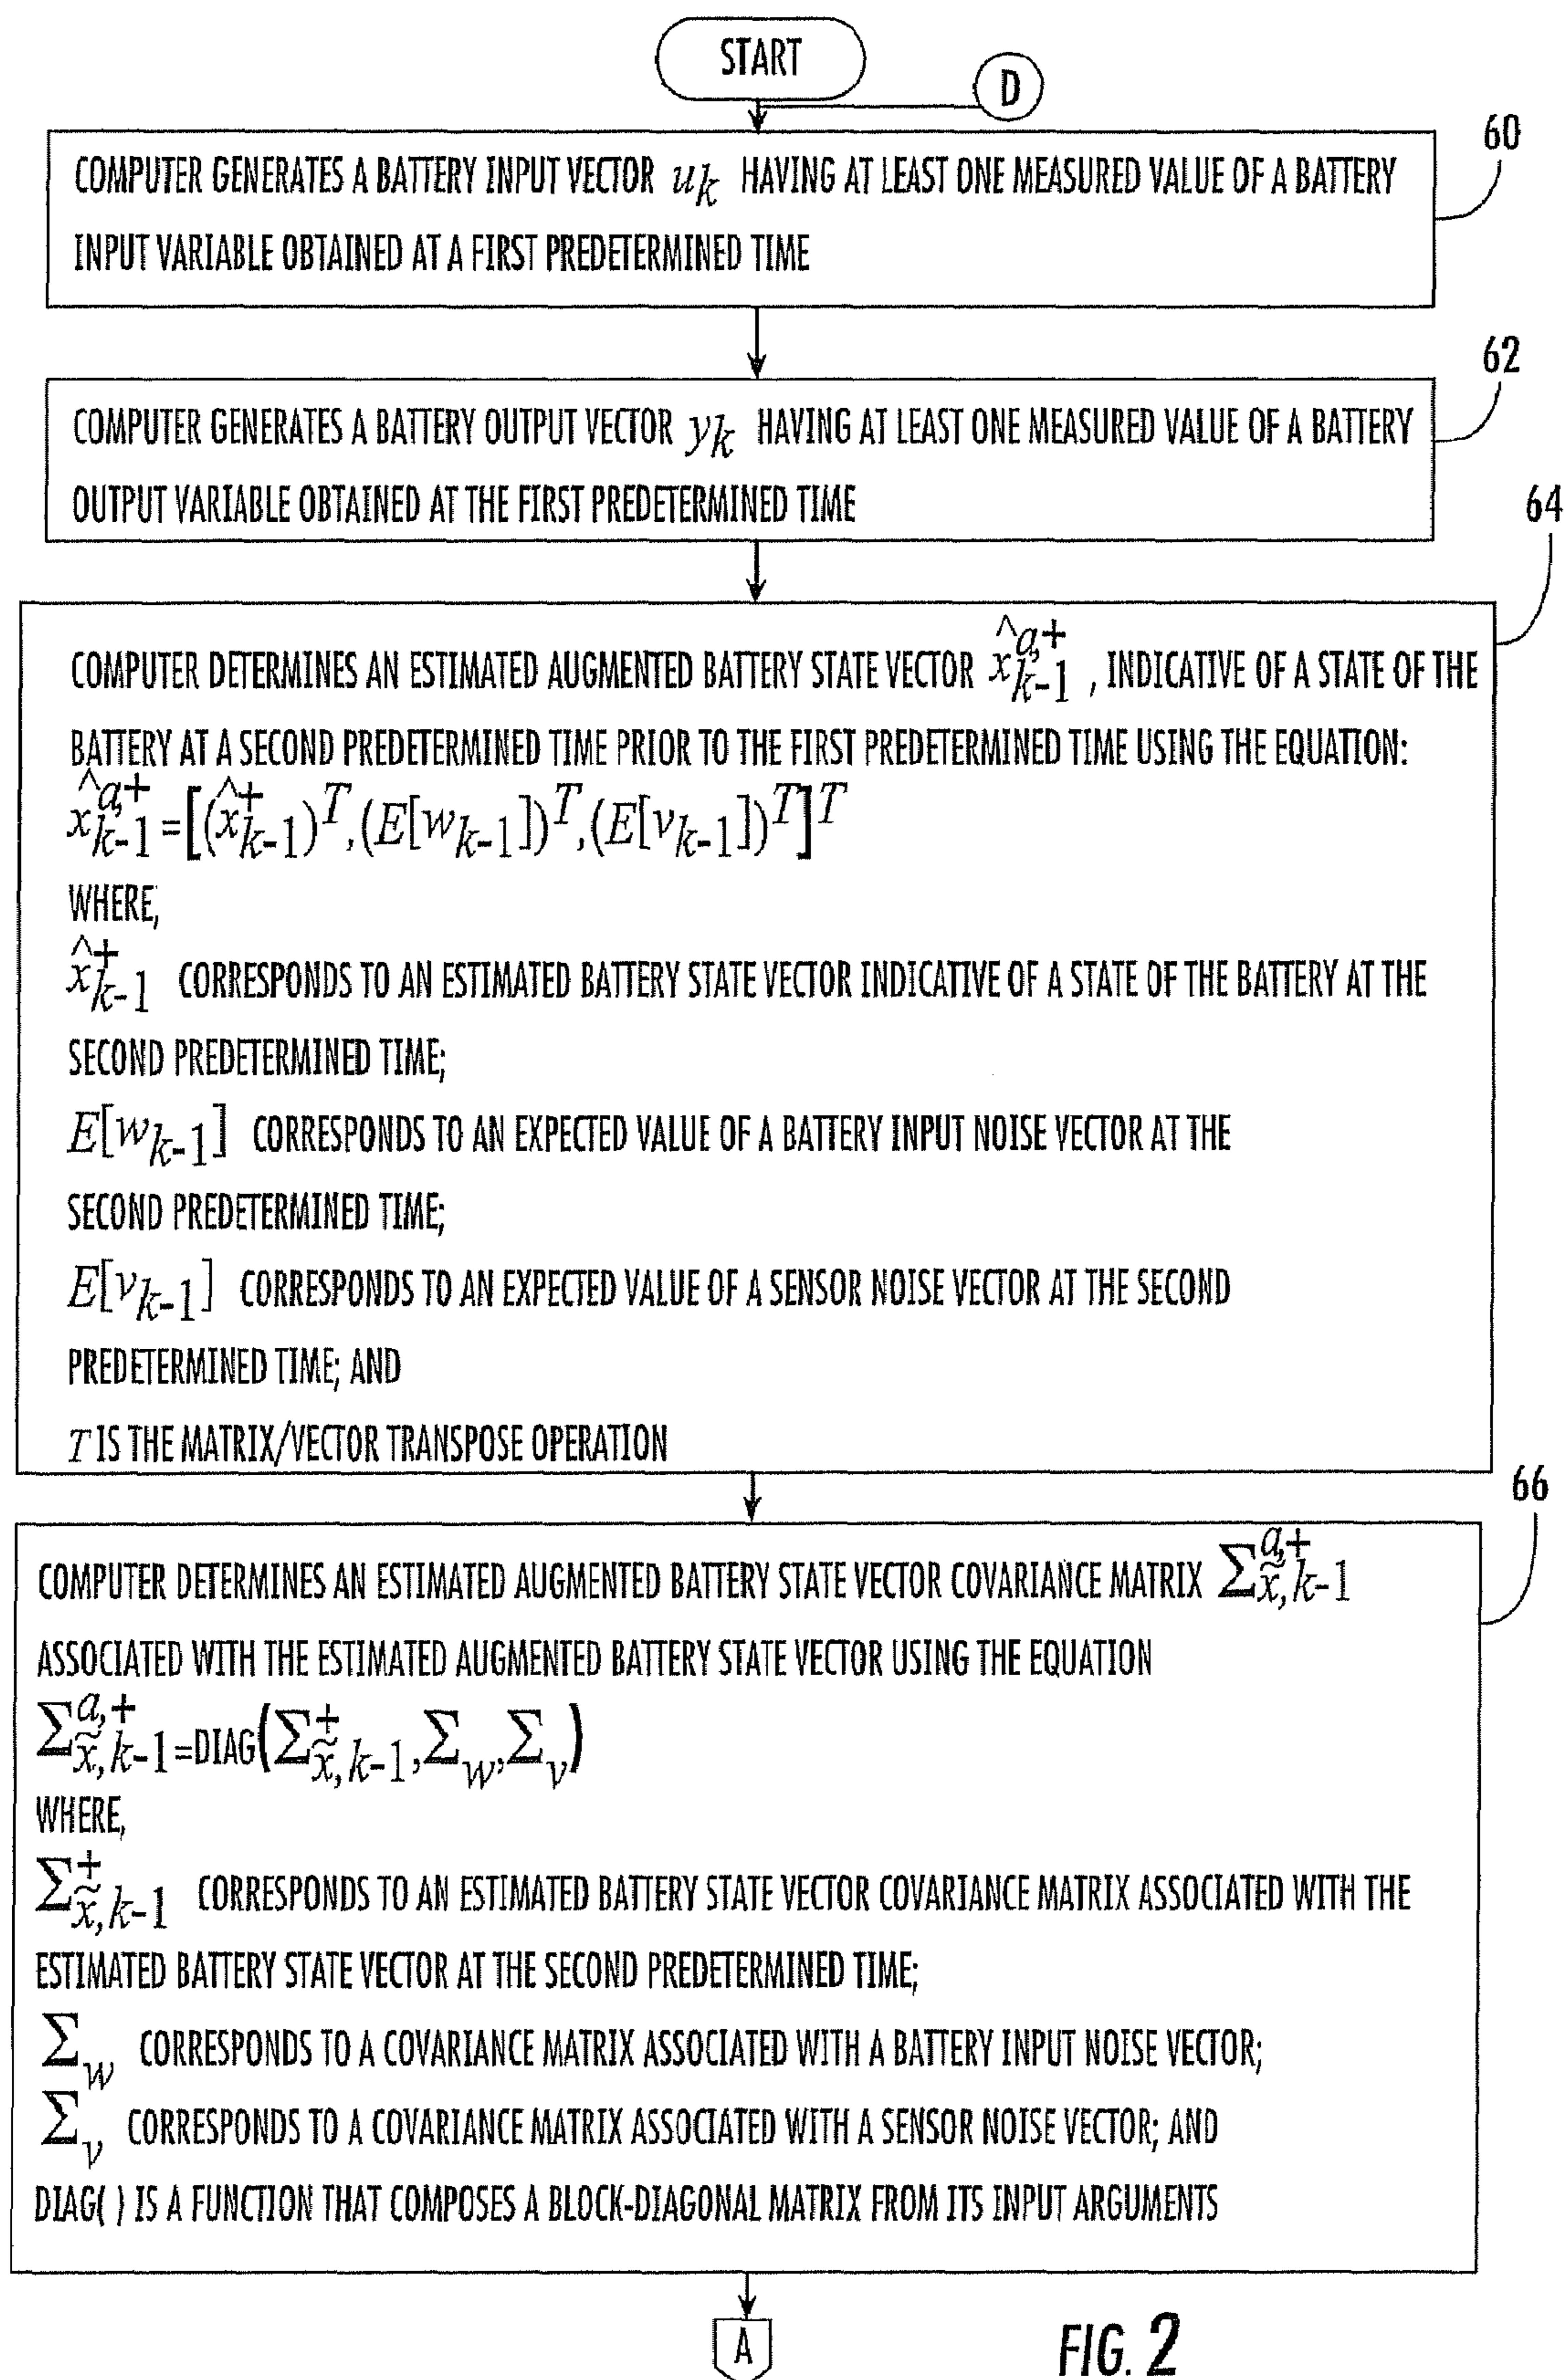 START
D
60
COMPUTER GENERATES A BATTERY INPUT VECTOR u_k HAVING AT LEAST ONE MEASURED VALUE OF A BATTERY
INPUT VARIABLE OBTAINED AT A FIRST PREDETERMINED TIME
62
COMPUTER GENERATES A BATTERY OUTPUT VECTOR y_k HAVING AT LEAST ONE MEASURED VALUE OF A BATTERY
OUTPUT VARIABLE OBTAINED AT THE FIRST PREDETERMINED TIME
64
COMPUTER DETERMINES AN ESTIMATED AUGMENTED BATTERY STATE VECTOR \hat{x}_{k-1}^{a,+}, INDICATIVE OF A STATE OF THE
BATTERY AT A SECOND PREDETERMINED TIME PRIOR TO THE FIRST PREDETERMINED TIME USING THE EQUATION:
\hat{x}_{k-1}^{a,+}=[(\hat{x}_{k-1}^{+})^T,(E[w_{k-1}])^T,(E[v_{k-1}])^T]^T
WHERE,
\hat{x}_{k-1}^{+} CORRESPONDS TO AN ESTIMATED BATTERY STATE VECTOR INDICATIVE OF A STATE OF THE BATTERY AT THE
SECOND PREDETERMINED TIME;
E[w_{k-1}] CORRESPONDS TO AN EXPECTED VALUE OF A BATTERY INPUT NOISE VECTOR AT THE
SECOND PREDETERMINED TIME;
E[v_{k-1}] CORRESPONDS TO AN EXPECTED VALUE OF A SENSOR NOISE VECTOR AT THE SECOND
PREDETERMINED TIME; AND
T IS THE MATRIX/VECTOR TRANSPOSE OPERATION
66
COMPUTER DETERMINES AN ESTIMATED AUGMENTED BATTERY STATE VECTOR COVARIANCE MATRIX Σ_{\tilde{x},k-1}^{a,+}
ASSOCIATED WITH THE ESTIMATED AUGMENTED BATTERY STATE VECTOR USING THE EQUATION
Σ_{\tilde{x},k-1}^{a,+}=DIAG(Σ_{\tilde{x},k-1}^{+},Σ_w,Σ_v)
WHERE,
Σ_{\tilde{x},k-1}^{+} CORRESPONDS TO AN ESTIMATED BATTERY STATE VECTOR COVARIANCE MATRIX ASSOCIATED WITH THE
ESTIMATED BATTERY STATE VECTOR AT THE SECOND PREDETERMINED TIME;
Σ_w CORRESPONDS TO A COVARIANCE MATRIX ASSOCIATED WITH A BATTERY INPUT NOISE VECTOR;
Σ_v CORRESPONDS TO A COVARIANCE MATRIX ASSOCIATED WITH A SENSOR NOISE VECTOR; AND
DIAG( ) IS A FUNCTION THAT COMPOSES A BLOCK-DIAGONAL MATRIX FROM ITS INPUT ARGUMENTS
A
FIG. 2